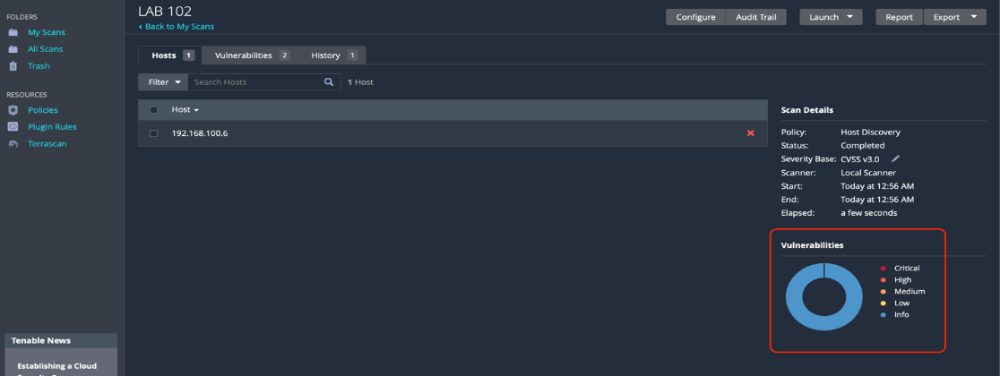 FOLDERS
My Scans
All Scans
Trash
RESOURCES
Policies
Plugin Rules
Terrascan
Tenable News
Establishing a Cloud
LAB 102
< Back to My Scans
Configure Audit Trail Launch Report Export
Hosts 1 Vulnerabilities 2 History 1
Filter Search Hosts 1 Host
Host
192.168.100.6
Scan Details
Policy: Host Discovery
Status: Completed
Severity Base: CVSS v3.0
Scanner: Local Scanner
Start: Today at 12:56 AM
End: Today at 12:56 AM
Elapsed: a few seconds
Vulnerabilities
Critical
High
Medium
Low
Info